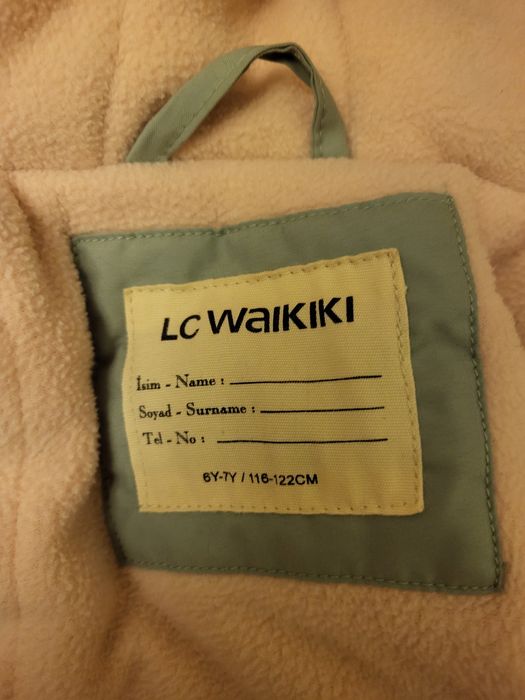 LC WAIKIKI
İsim - Name :
Soyad - Surname :
Tel - No :
6Y-7Y / 116-122CM